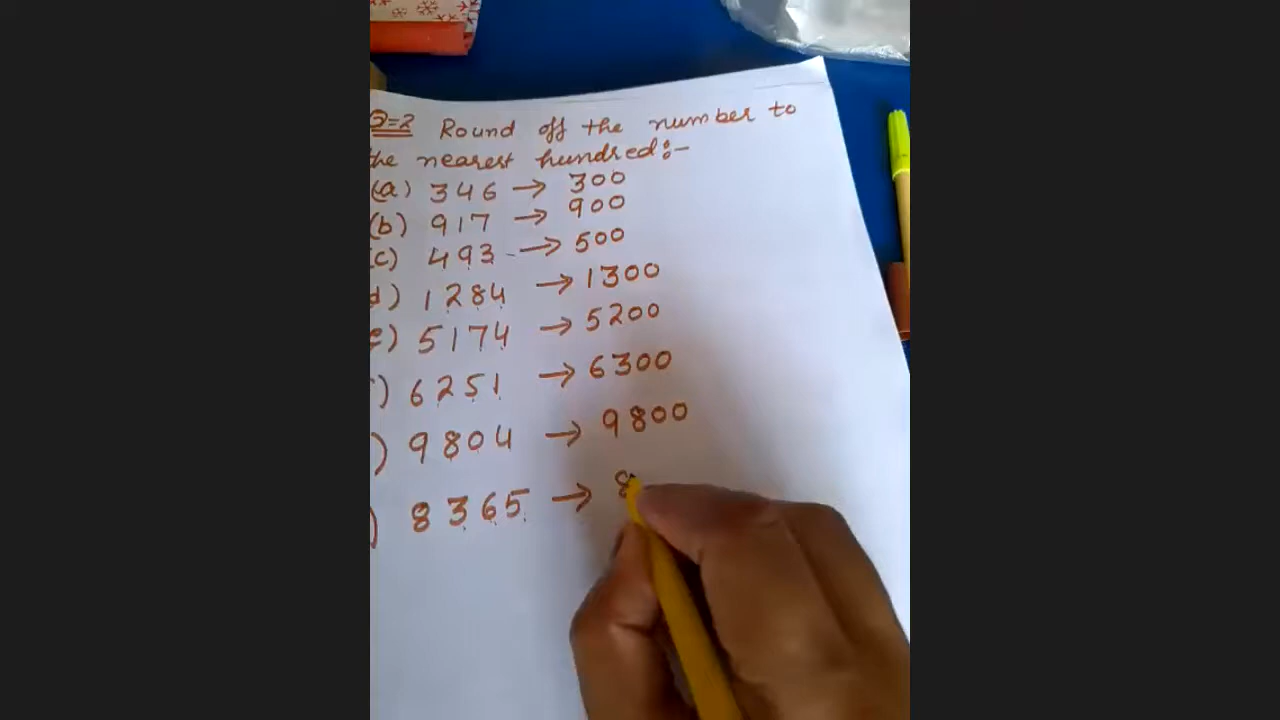 Q=2 Round off the number to
the nearest hundred:-
(a) 346 → 300
(b) 917 → 900
(c) 493 → 500
d) 1284 → 1300
e) 5174 → 5200
) 6251 → 6300
) 9804 → 9800
) 8365 → 8